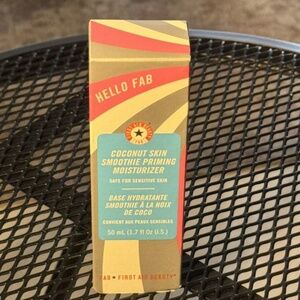 HELLO FAB
COCONUT SKIN
SMOOTHIE PRIMING
MOISTURIZER
SAFE FOR SENSITIVE SKIN
BASE HYDRATANTE
SMOOTHIE À LA NOIX
DE COCO
CONVIENT AUX PEAUX SENSIBLES
50 mL (1.7 fl Oz U.S.)
FAB • FIRST AID BEAUTY